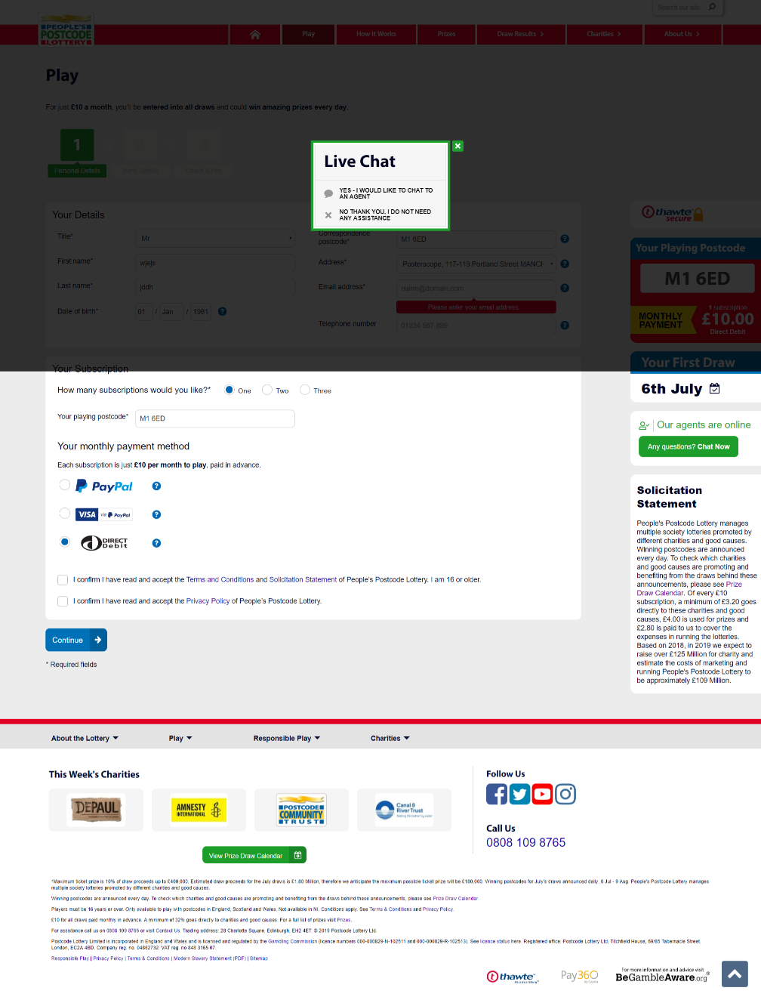 Search our site
PEOPLE'S
POSTCODE
LOTTERY
Play
How It Works
Prizes
Draw Results
Charities
About Us
Play
For just £10 a month, you'll be entered into all draws and could win amazing prizes every day.
1
Personal Details
Live Chat
YES - I WOULD LIKE TO CHAT TO
AN AGENT
NO THANK YOU, I DO NOT NEED
ANY ASSISTANCE
Your Details
Title*
Mr
First name*
wjejs
Last name*
jddh
Date of birth*
01 / Jan / 1981
Correspondence
postcode*
M1 6ED
Address*
Posterscope, 117-119 Portland Street MANCH
Email address*
name@domain.com
Please enter your email address.
Telephone number
01234 567 899
thawte
secure
Your Playing Postcode
M1 6ED
MONTHLY
PAYMENT
1 subscription
£10.00
Direct Debit
Your First Draw
6th July
Our agents are online
Any questions? Chat Now
Your Subscription
How many subscriptions would you like?*
One
Two
Three
Your playing postcode*
M1 6ED
Your monthly payment method
Each subscription is just £10 per month to play, paid in advance.
PayPal
VISA via PayPal
DIRECT
Debit
I confirm I have read and accept the Terms and Conditions and Solicitation Statement of People's Postcode Lottery. I am 16 or older.
I confirm I have read and accept the Privacy Policy of People's Postcode Lottery.
Continue
* Required fields
Solicitation
Statement
People's Postcode Lottery manages
multiple society lotteries promoted by
different charities and good causes.
Winning postcodes are announced
every day. To check which charities
and good causes are promoting and
benefiting from the draws behind these
announcements, please see Prize
Draw Calendar. Of every £10
subscription, a minimum of £3.20 goes
directly to these charities and good
causes, £4.00 is used for prizes and
£2.80 is paid to us to cover the
expenses in running the lotteries.
Based on 2018, in 2019 we expect to
raise over £125 Million for charity and
estimate the costs of marketing and
running People's Postcode Lottery to
be approximately £109 Million.
About the Lottery
Play
Responsible Play
Charities
This Week's Charities
DEPAUL
AMNESTY
INTERNATIONAL
POSTCODE
COMMUNITY
TRUST
Canal &
River Trust
Making life better by water
View Prize Draw Calendar
Follow Us
Call Us
0808 109 8765
*Maximum ticket prize is 10% of draw proceeds up to £400,000. Estimated draw proceeds for the July draws is £1.80 Million, therefore we anticipate the maximum possible ticket prize will be £180,000. Winning postcodes for July's draws announced daily, 6 Jul - 9 Aug. People's Postcode Lottery manages
multiple society lotteries promoted by different charities and good causes.
Winning postcodes are announced every day. To check which charities and good causes are promoting and benefiting from the draws behind these announcements, please see Prize Draw Calendar.
Players must be 16 years or over. Only available to play with postcodes in England, Scotland and Wales. Not available in NI. Conditions apply. See Terms & Conditions and Privacy Policy.
£10 for all draws paid monthly in advance. A minimum of 32% goes directly to charities and good causes. For a full list of prizes visit Prizes.
For assistance call us on 0808 109 8765 or visit Contact Us. Trading address: 28 Charlotte Square, Edinburgh, EH2 4ET. © 2019 Postcode Lottery Ltd.
Postcode Lottery Limited is incorporated in England and Wales and is licensed and regulated by the Gambling Commission (licence numbers 000-000829-N-102511 and 000-000829-R-102513). See licence status here. Registered office: Postcode Lottery Ltd, Titchfield House, 69/85 Tabernacle Street,
London, EC2A 4BD. Company reg. no. 04862732. VAT reg. no 848 3165 07.
Responsible Play | Privacy Policy | Terms & Conditions | Modern Slavery Statement (PDF) | Sitemap
thawte
Pay360
by Capita
For more information and advice visit
BeGambleAware.org